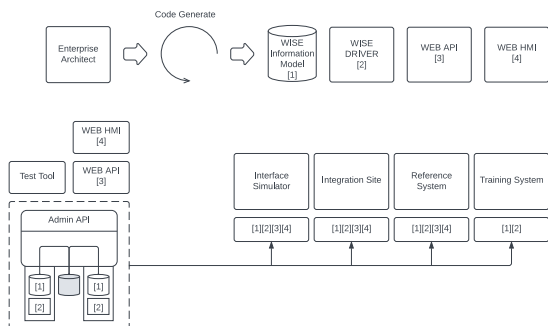 Code Generate
Enterprise
Architect
WISE
Information
Model
[1]
WISE
DRIVER
[2]
WEB API
[3]
WEB HMI
[4]
WEB HMI
[4]
Test Tool
WEB API
[3]
Interface
Simulator
Integration Site
Reference
System
Training System
[1][2][3][4]
[1][2][3][4]
[1][2][3][4]
[1][2]
Admin API
[1]
[1]
[2]
[2]